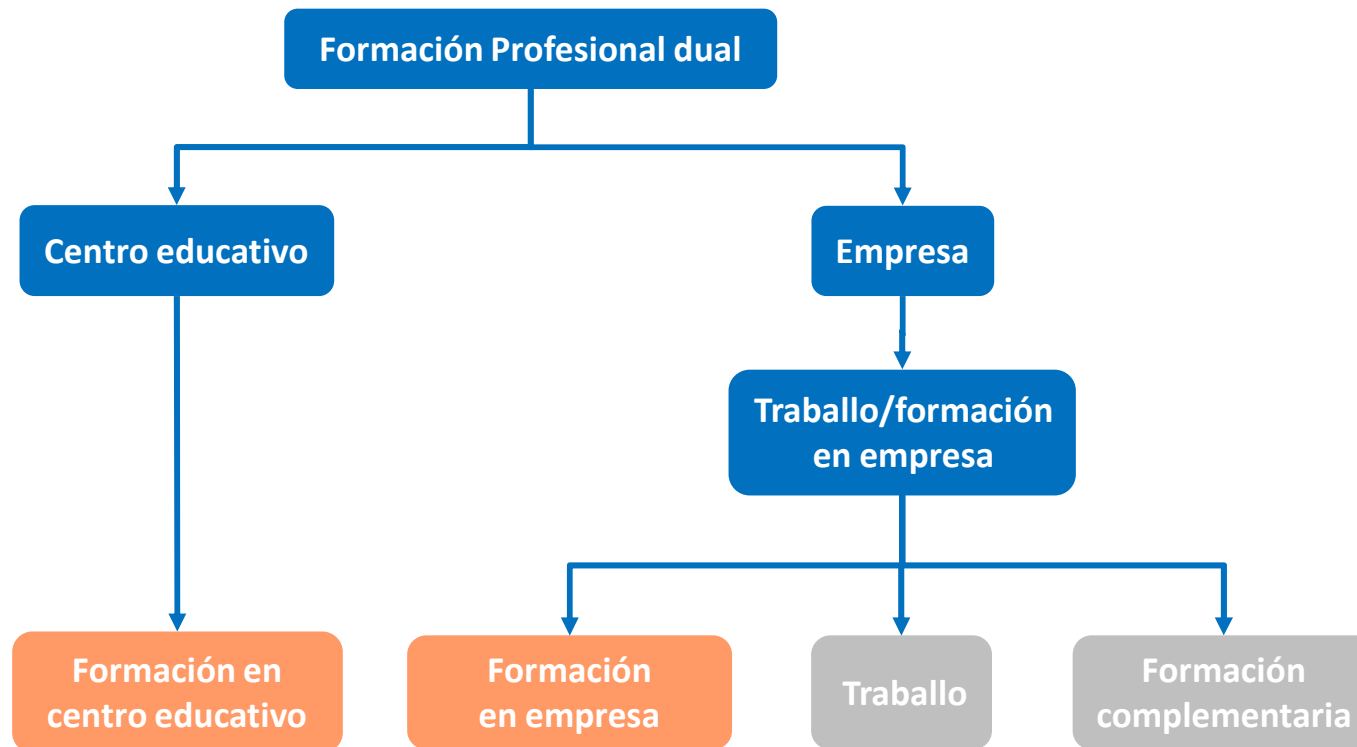 Formación Profesional dual
Centro educativo
Empresa
Traballo/formación
en empresa
Formación en
centro educativo
Formación
en empresa
Traballo
Formación
complementaria